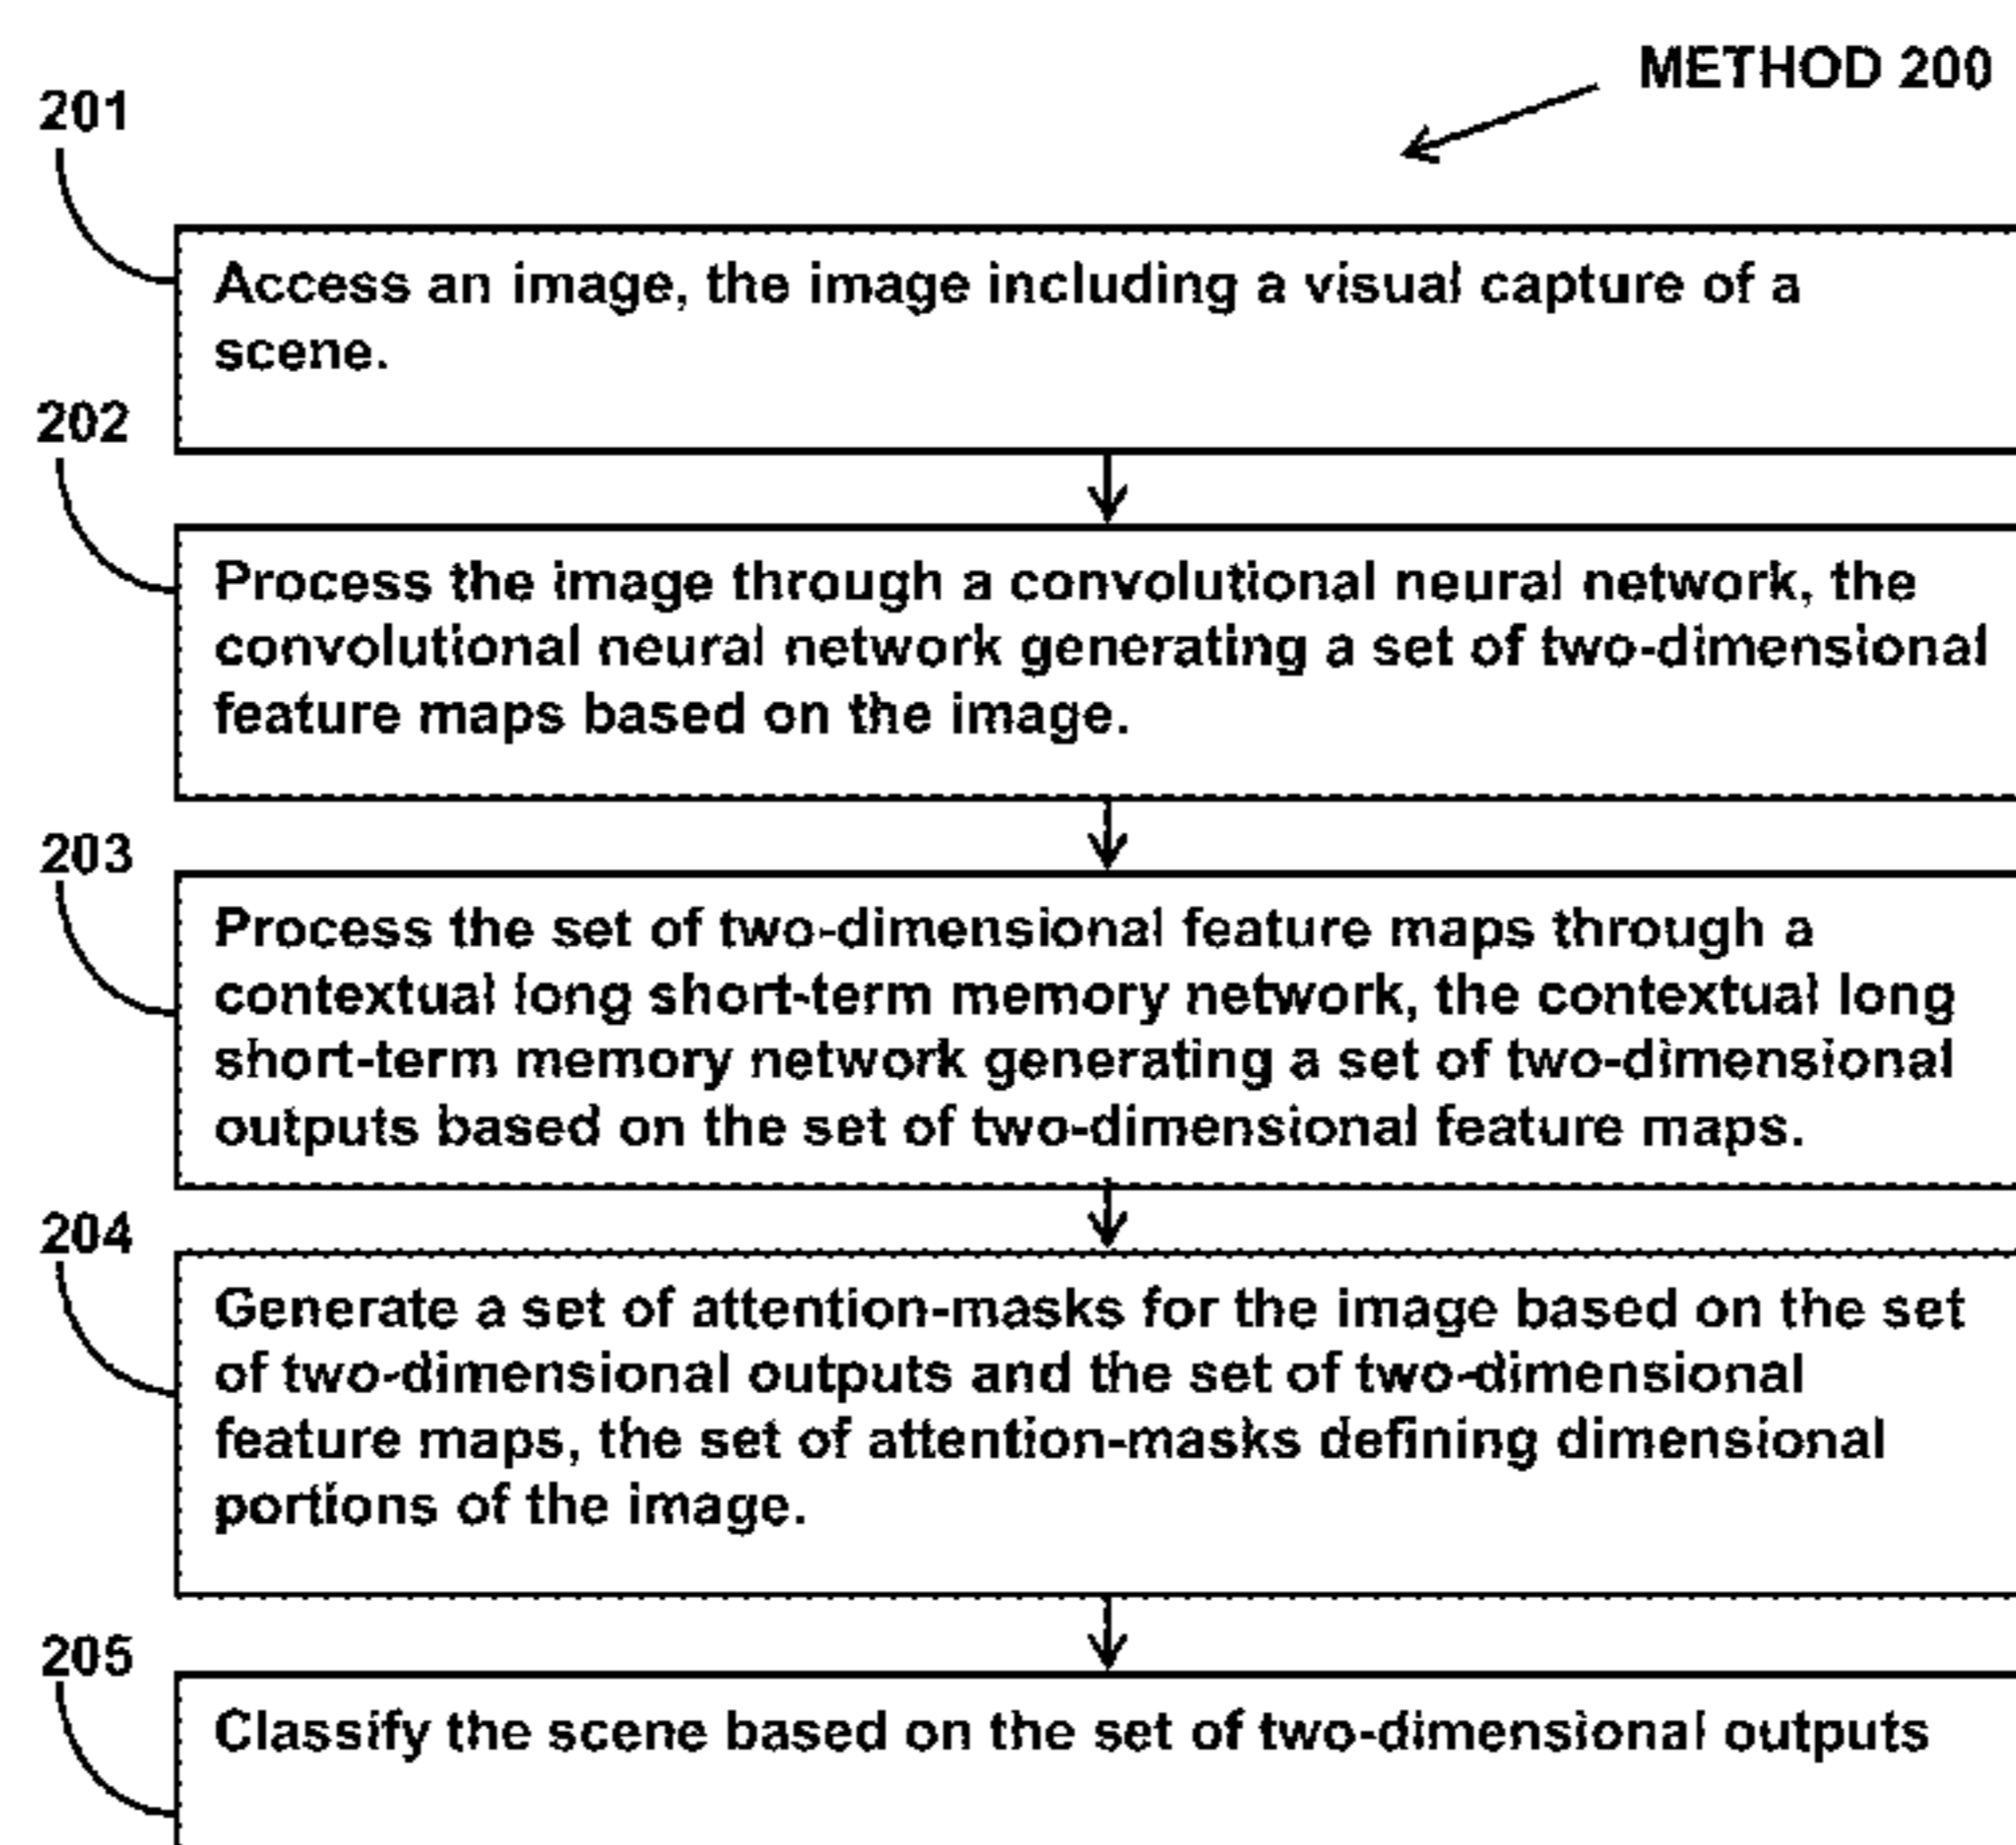 METHOD 200
201
Access an image, the image including a visual capture of a
scene.
202
Process the image through a convolutional neural network, the
convolutional neural network generating a set of two-dimensional
feature maps based on the image.
203
Process the set of two-dimensional feature maps through a
contextual long short-term memory network, the contextual long
short-term memory network generating a set of two-dimensional
outputs based on the set of two-dimensional feature maps.
204
Generate a set of attention-masks for the image based on the set
of two-dimensional outputs and the set of two-dimensional
feature maps, the set of attention-masks defining dimensional
portions of the image.
205
Classify the scene based on the set of two-dimensional outputs